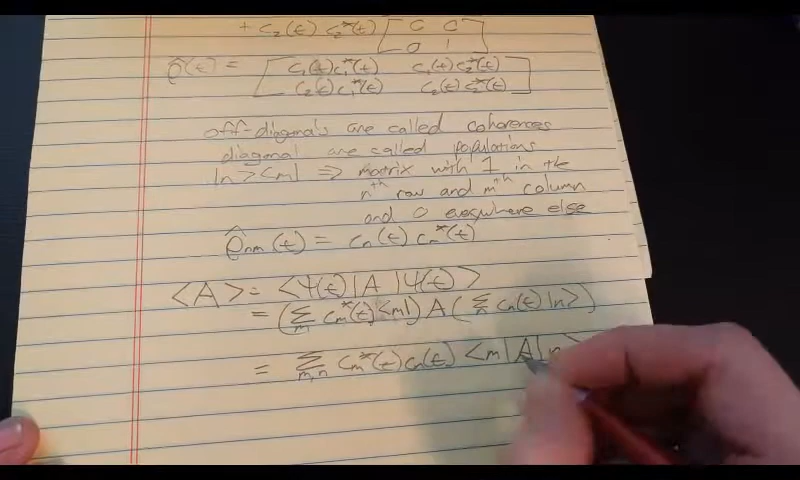 + c₂(t) c₂*(t) [ 0 0
0 1 ]
ρ̂(t) = [ c₁(t)c₁*(t) c₁(t)c₂*(t)
c₂(t)c₁*(t) c₂(t)c₂*(t) ]
off-diagonals are called coherences
diagonal are called populations
|n><m| ⇒ matrix with 1 in the
nᵗʰ row and mᵗʰ column
and 0 everywhere else
ρ̂nm(t) = cn(t) cm*(t)
<A> = <Ψ(t)|A|Ψ(t)>
= (Σm cm*(t)<m|) A (Σn cn(t)|n>)
= Σm,n cm*(t)cn(t) <m|A|n>